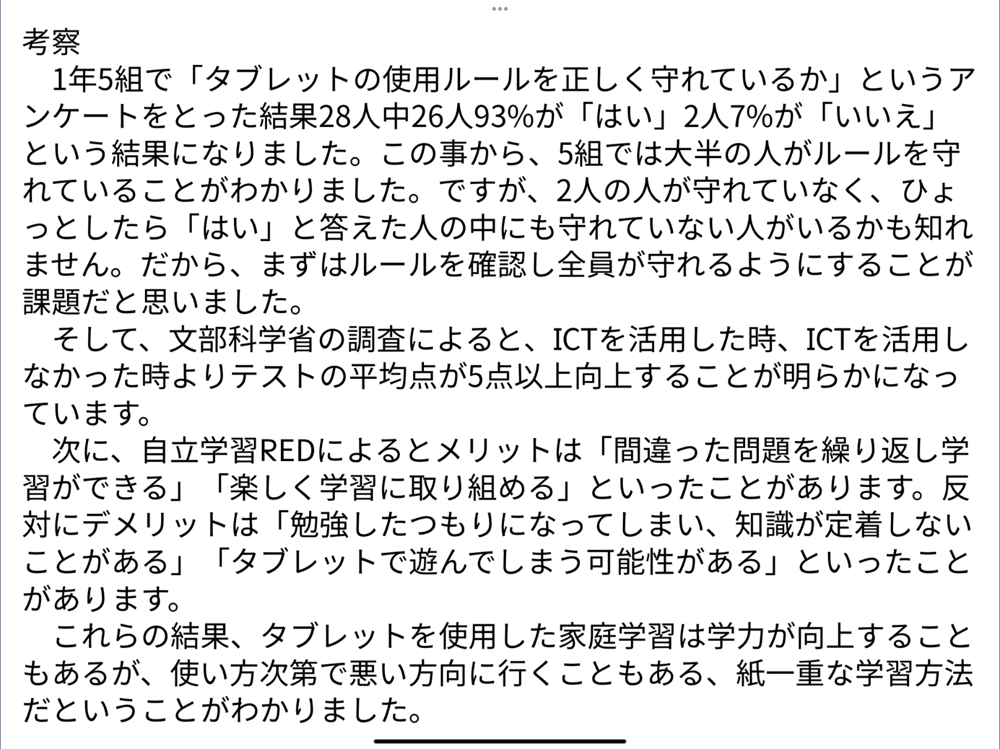 考察
　1年5組で「タブレットの使用ルールを正しく守れているか」というア
ンケートをとった結果28人中26人93%が「はい」2人7%が「いいえ」
という結果になりました。この事から、5組では大半の人がルールを守
れていることがわかりました。ですが、2人の人が守れていなく、ひょ
っとしたら「はい」と答えた人の中にも守れていない人がいるかも知れ
ません。だから、まずはルールを確認し全員が守れるようにすることが
課題だと思いました。
　そして、文部科学省の調査によると、ICTを活用した時、ICTを活用し
なかった時よりテストの平均点が5点以上向上することが明らかになっ
ています。
　次に、自立学習REDによるとメリットは「間違った問題を繰り返し学
習ができる」「楽しく学習に取り組める」といったことがあります。反
対にデメリットは「勉強したつもりになってしまい、知識が定着しない
ことがある」「タブレットで遊んでしまう可能性がある」といったこと
があります。
　これらの結果、タブレットを使用した家庭学習は学力が向上すること
もあるが、使い方次第で悪い方向に行くこともある、紙一重な学習方法
だということがわかりました。